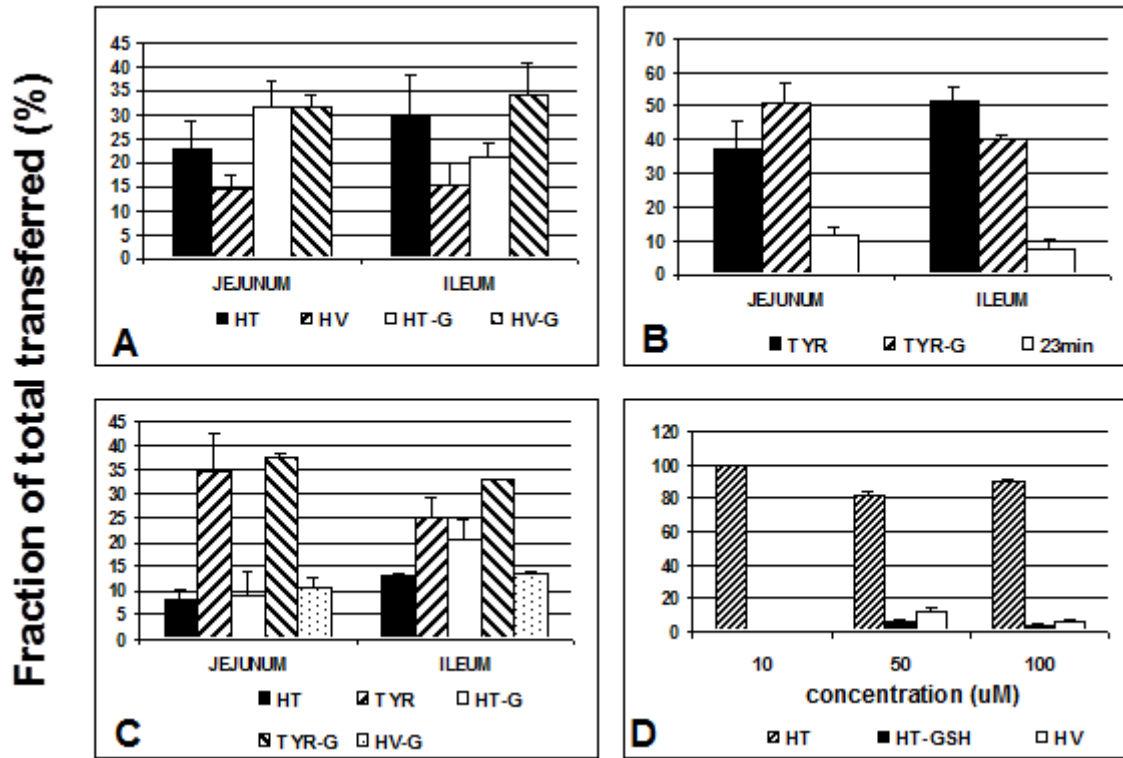 Fraction of total transferred (%)
45
40
35
30
25
20
15
10
5
0
JEJUNUM ILEUM
HT HV HT-G HV-G
A
70
60
50
40
30
20
10
0
JEJUNUM ILEUM
TYR TYR-G 23min
B
45
40
35
30
25
20
15
10
5
0
JEJUNUM ILEUM
HT TYR HT-G
TYR-G HV-G
C
120
100
80
60
40
20
0
10 50 100
concentration (uM)
HT HT-GSH HV
D